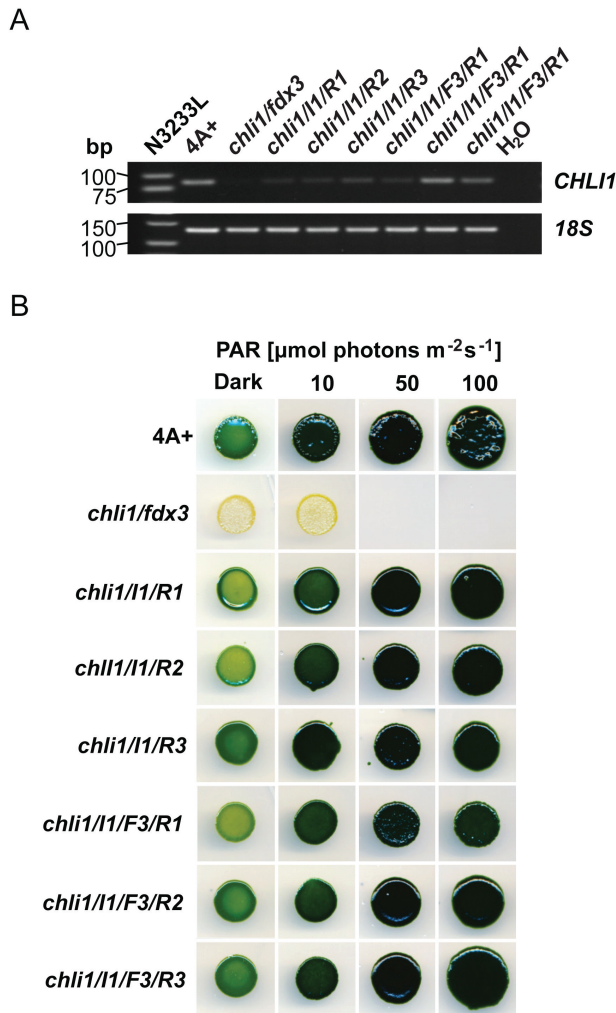 A
bp
N3233L
4A+
chli1/fdx3
chli1/I1/R1
chli1/I1/R2
chli1/I1/R3
chli1/I1/F3/R1
chli1/I1/F3/R1
chli1/I1/F3/R1
H2O
100
75
CHLI1
150
100
18S
B
PAR [µmol photons m-2s-1]
Dark 10 50 100
4A+
chli1/fdx3
chli1/I1/R1
chlI1/I1/R2
chli1/I1/R3
chli1/I1/F3/R1
chli1/I1/F3/R2
chli1/I1/F3/R3